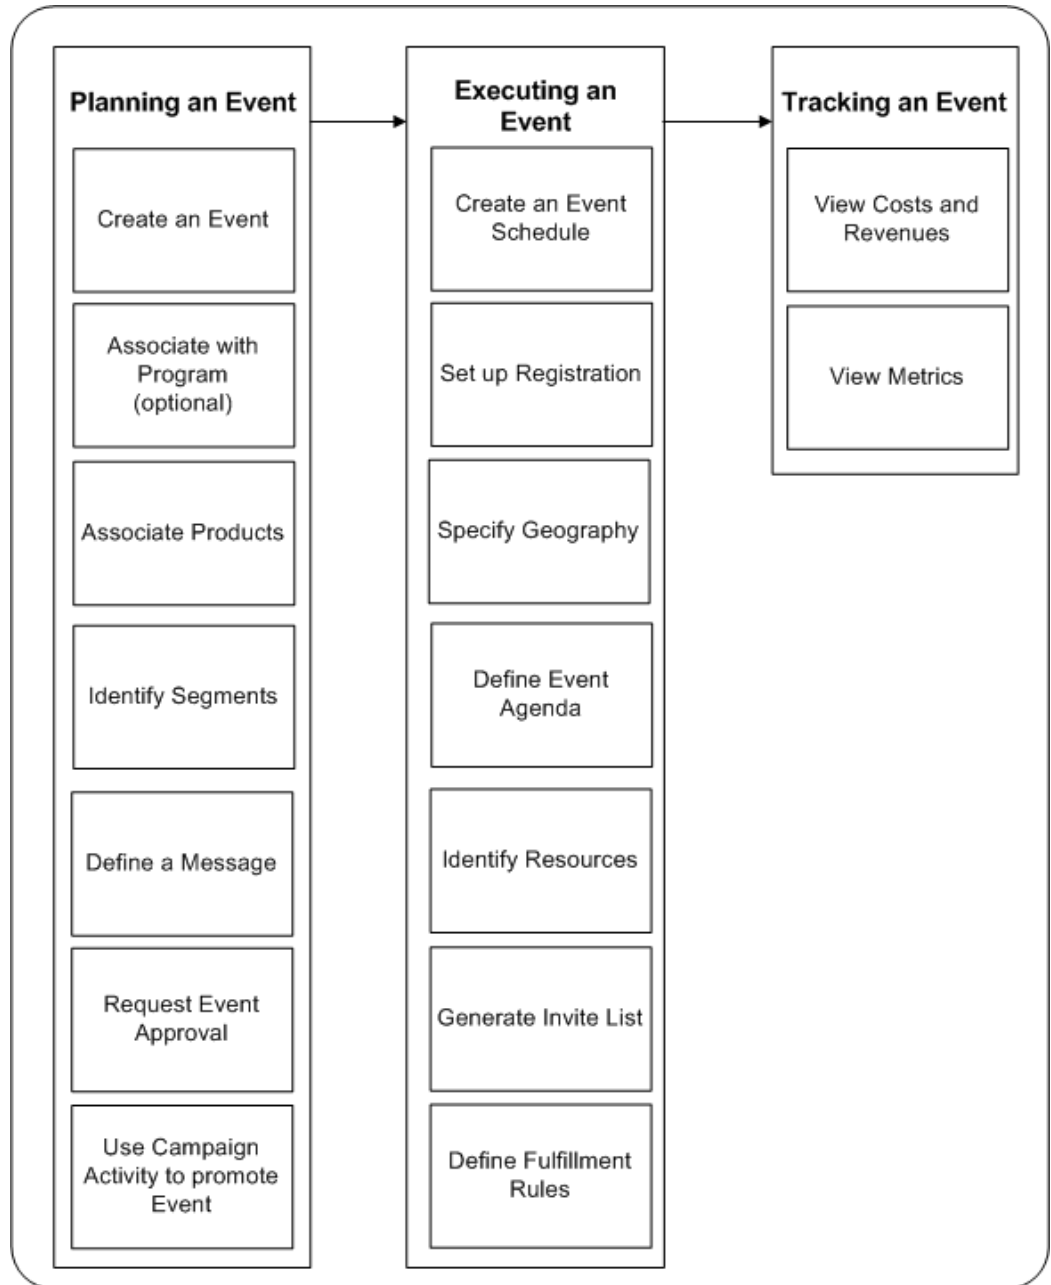 Planning an Event
Create an Event
Associate with
Program
(optional)
Associate Products
Identify Segments
Define a Message
Request Event
Approval
Use Campaign
Activity to promote
Event
Executing an
Event
Create an Event
Schedule
Set up Registration
Specify Geography
Define Event
Agenda
Identify Resources
Generate Invite List
Define Fulfillment
Rules
Tracking an Event
View Costs and
Revenues
View Metrics